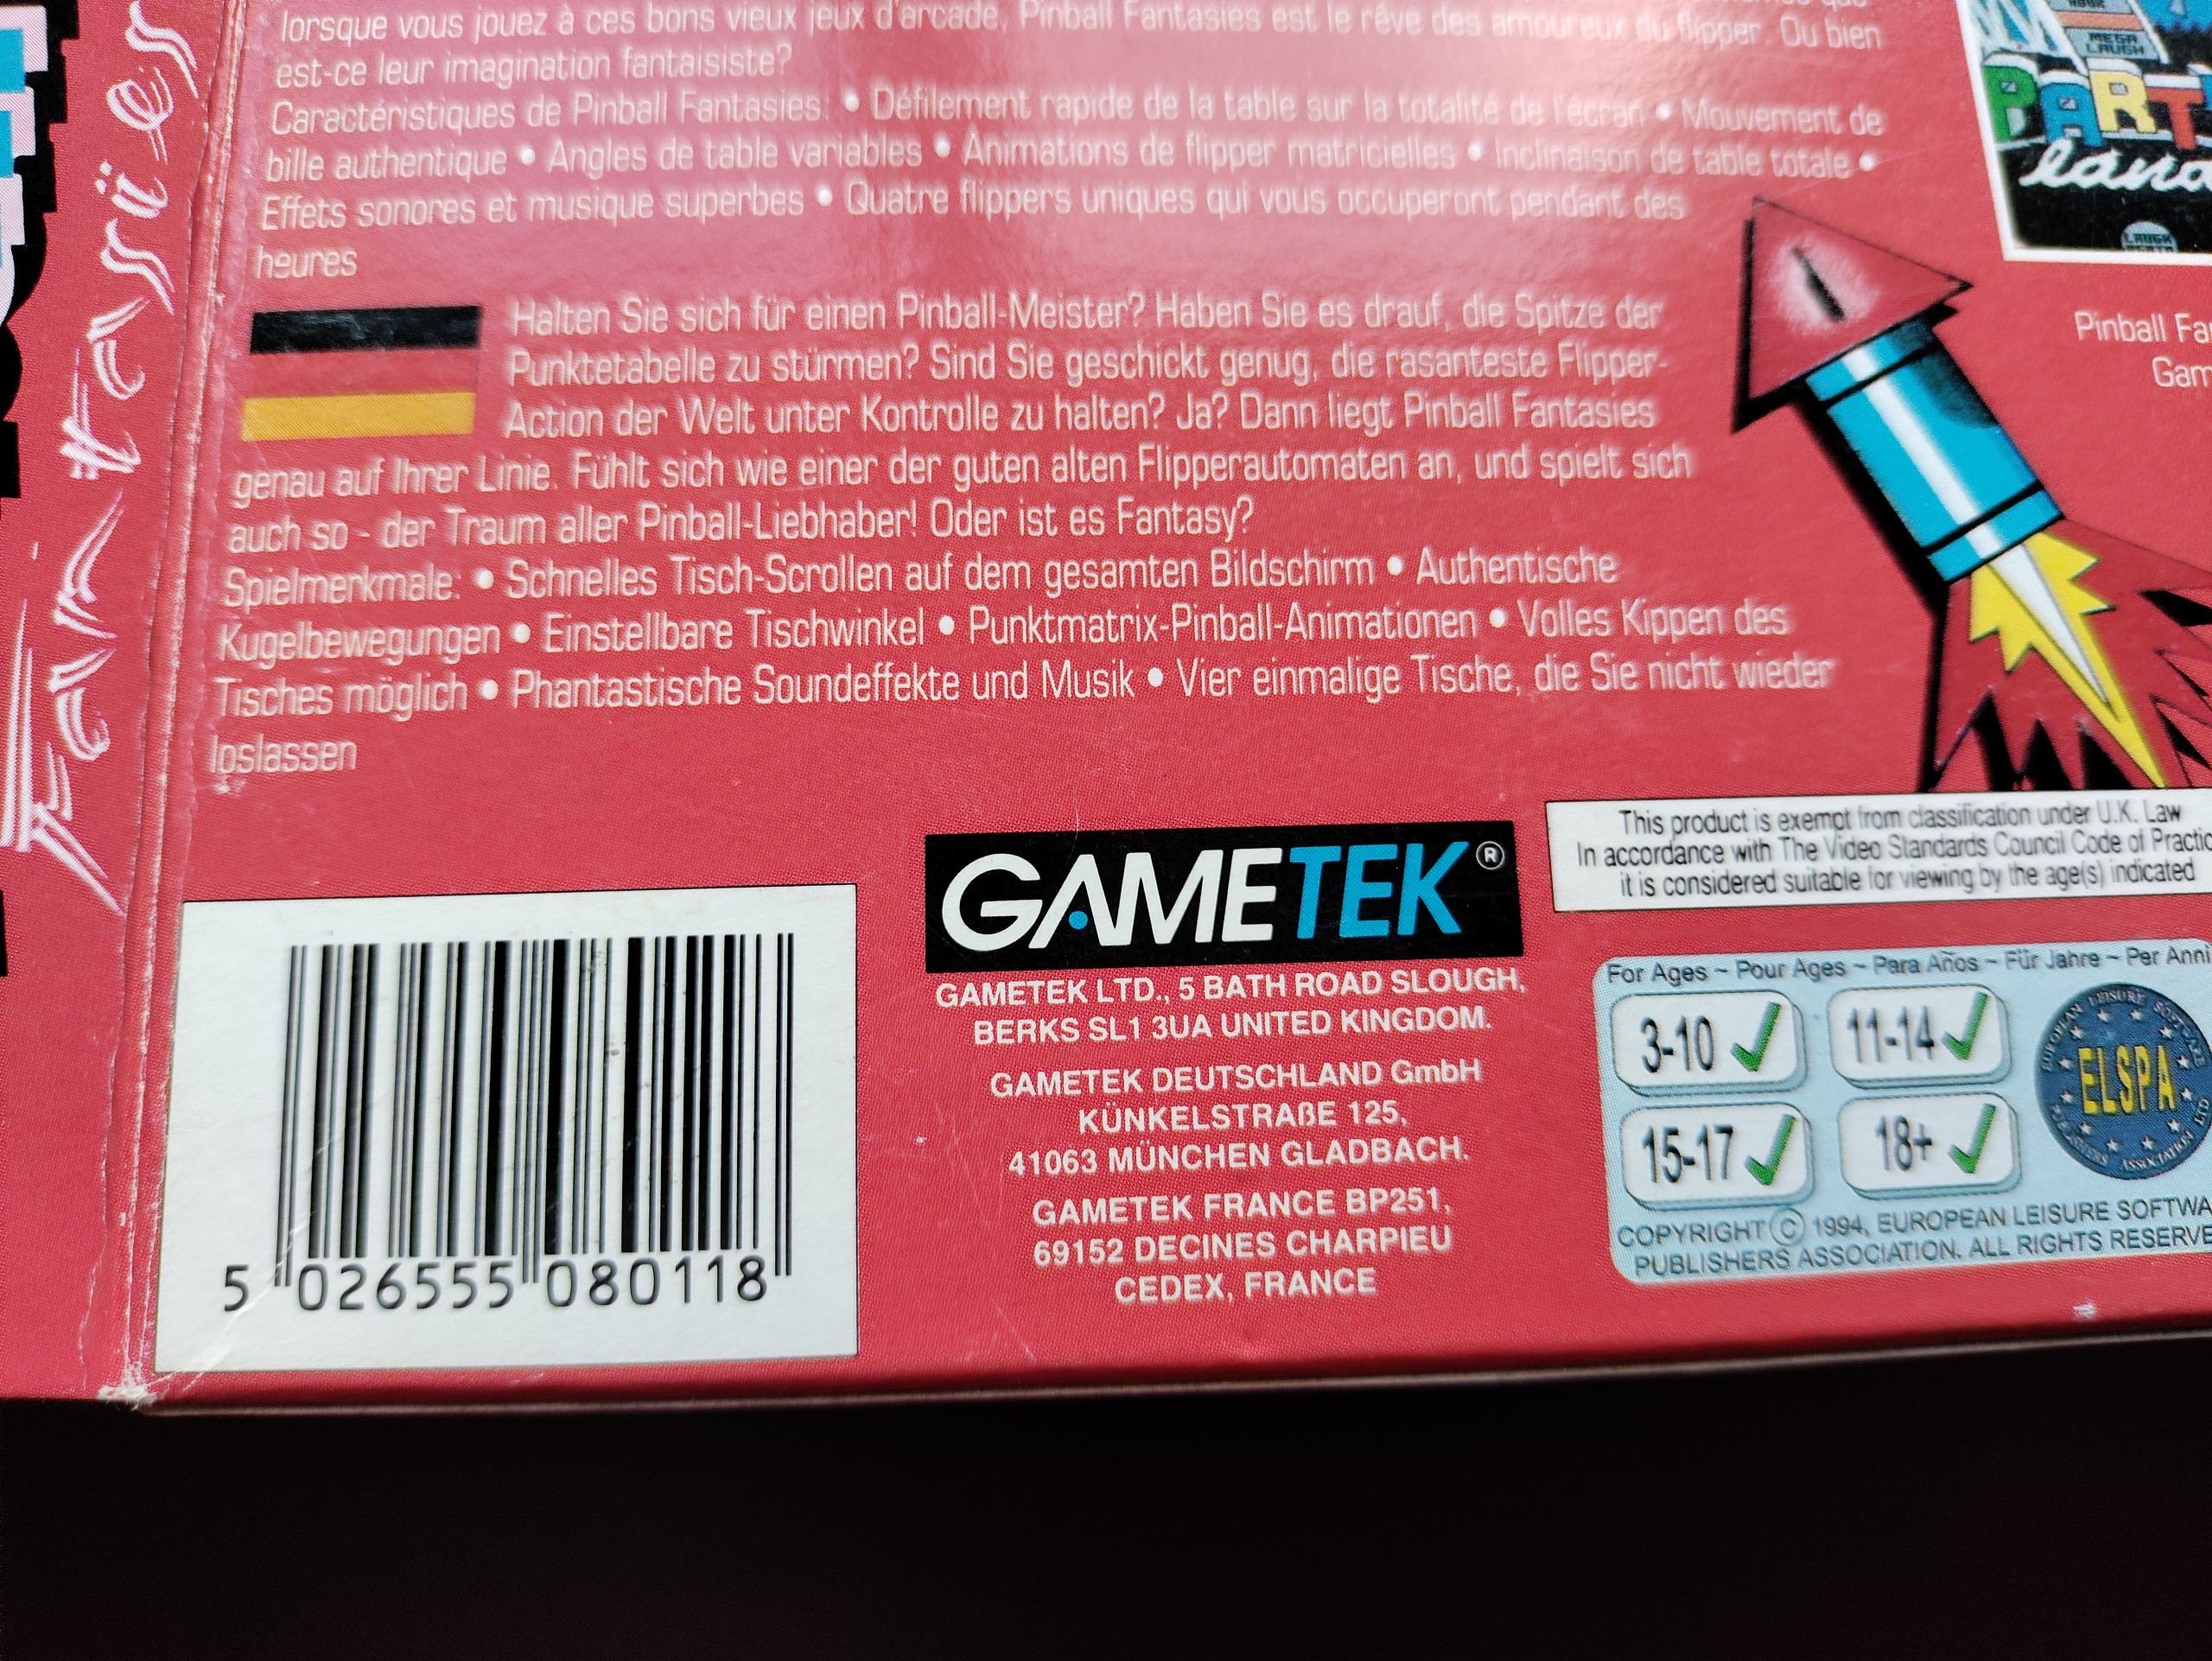 lorsque vous jouez à ces bons vieux jeux d'arcade, Pinball Fantasies est le rêve des amoureux du flipper. Ou bien
est-ce leur imagination fantaisiste?
Caractéristiques de Pinball Fantasies: • Défilement rapide de la table sur la totalité de l'écran • Mouvement de
bille authentique • Angles de table variables • Animations de flipper matricielles • Inclinaison de table totale •
Effets sonores et musique superbes • Quatre flippers uniques qui vous occuperont pendant des
heures
Halten Sie sich für einen Pinball-Meister? Haben Sie es drauf, die Spitze der
Punktetabelle zu stürmen? Sind Sie geschickt genug, die rasanteste Flipper-
Action der Welt unter Kontrolle zu halten? Ja? Dann liegt Pinball Fantasies
genau auf Ihrer Linie. Fühlt sich wie einer der guten alten Flipperautomaten an, und spielt sich
auch so - der Traum aller Pinball-Liebhaber! Oder ist es Fantasy?
Spielmerkmale: • Schnelles Tisch-Scrollen auf dem gesamten Bildschirm • Authentische
Kugelbewegungen • Einstellbare Tischwinkel • Punktmatrix-Pinball-Animationen • Volles Kippen des
Tisches möglich • Phantastische Soundeffekte und Musik • Vier einmalige Tische, die Sie nicht wieder
loslassen
Fantasies
MEGA
LAUGH
PART
land
LAUGH
Pinball Fa
Gam
GAMETEK®
GAMETEK LTD., 5 BATH ROAD SLOUGH,
BERKS SL1 3UA UNITED KINGDOM.
GAMETEK DEUTSCHLAND GmbH
KÜNKELSTRAßE 125,
41063 MÜNCHEN GLADBACH.
GAMETEK FRANCE BP251,
69152 DECINES CHARPIEU
CEDEX, FRANCE
5 026555 080118
This product is exempt from classification under U.K. Law
In accordance with The Video Standards Council Code of Practic
it is considered suitable for viewing by the age(s) indicated
For Ages ~ Pour Ages ~ Para Años ~ Für Jahre ~ Per Anni
3-10 ✓ 11-14 ✓
15-17 ✓ 18+ ✓
EUROPEAN LEISURE SOFTWARE
ELSPA
PUBLISHERS ASSOCIATION LTD
COPYRIGHT © 1994, EUROPEAN LEISURE SOFTWA
PUBLISHERS ASSOCIATION. ALL RIGHTS RESERVE